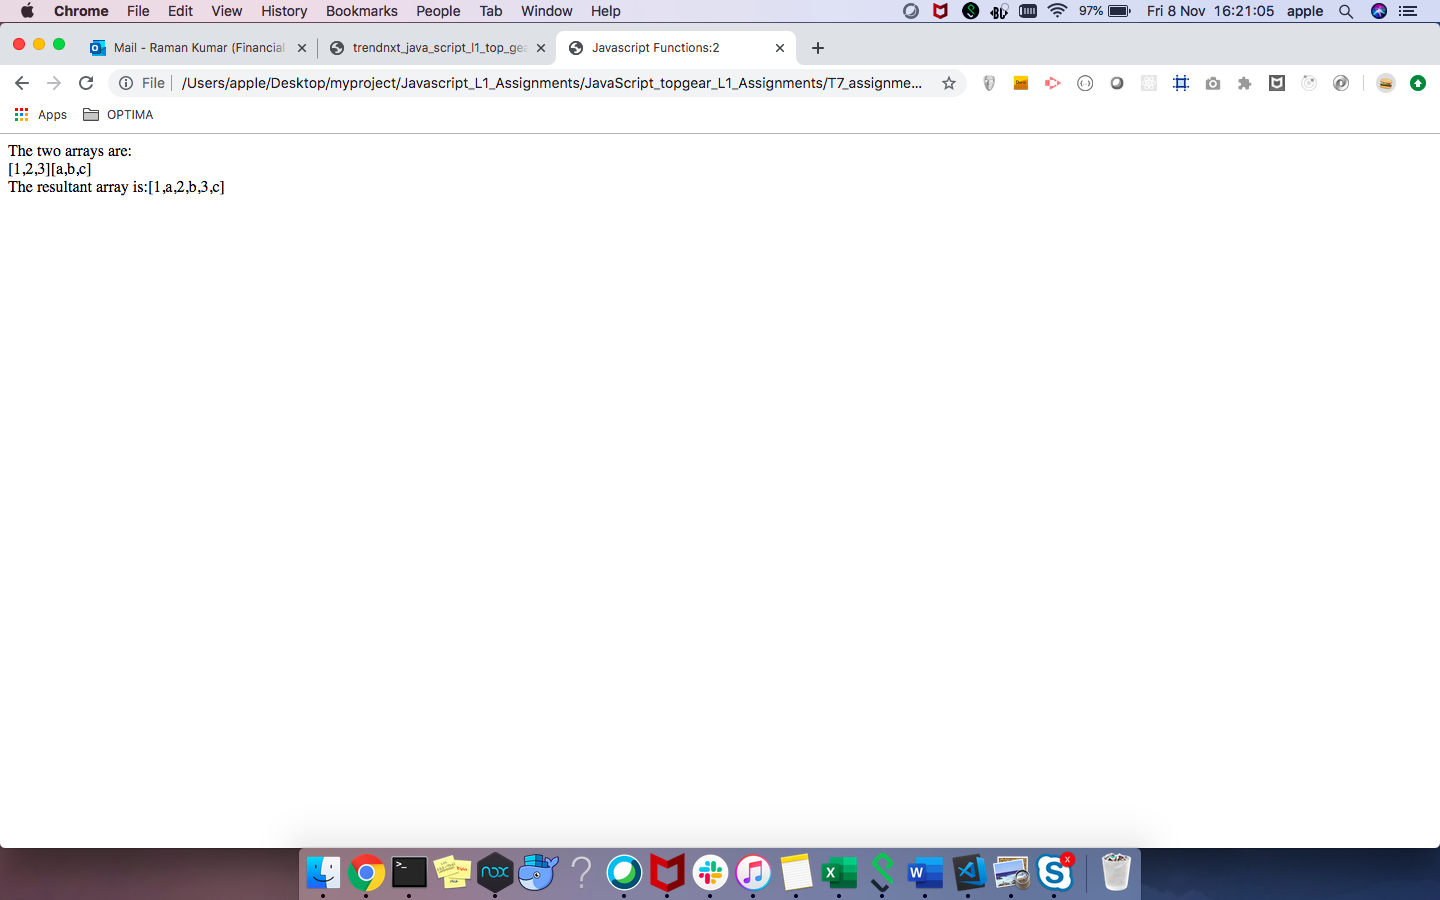 Chrome File Edit View History Bookmarks People Tab Window Help 97% Fri 8 Nov 16:21:05 apple
Mail - Raman Kumar (Financial
trendnxt_java_script_l1_top_gea
Javascript Functions:2
File /Users/apple/Desktop/myproject/Javascript_L1_Assignments/JavaScript_topgear_L1_Assignments/T7_assignme...
Apps OPTIMA
The two arrays are:
[1,2,3][a,b,c]
The resultant array is:[1,a,2,b,3,c]